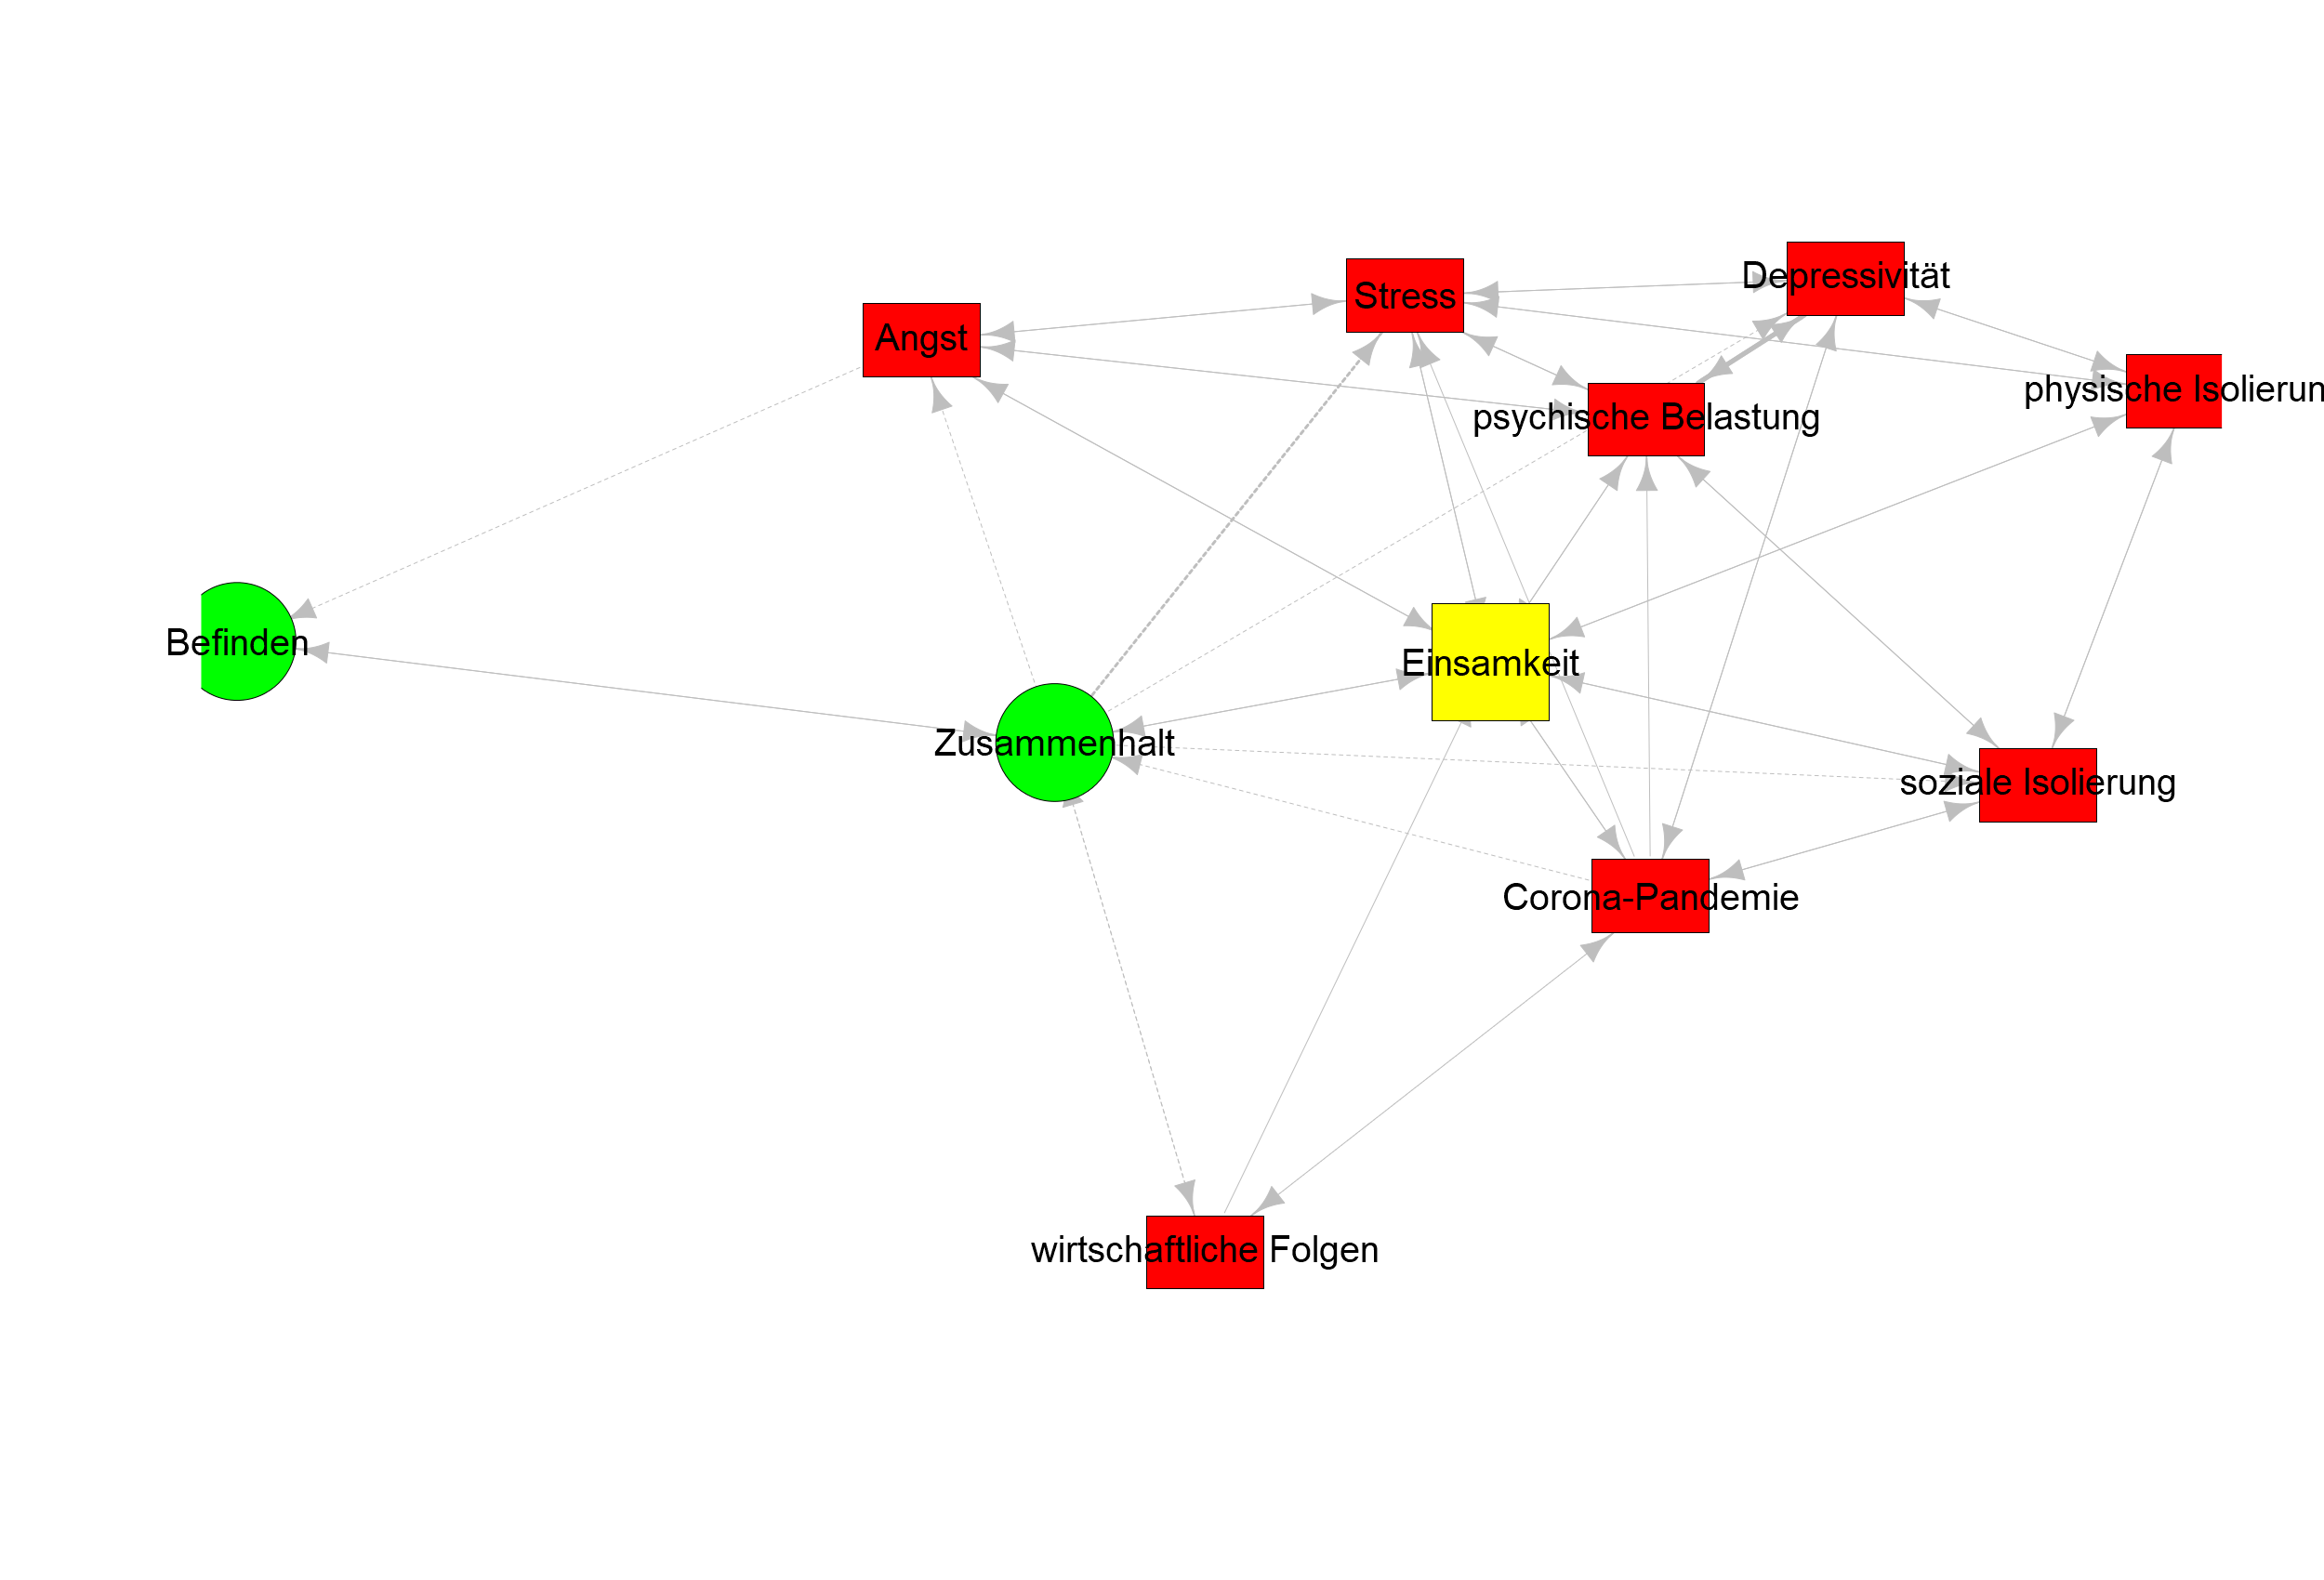 Depressivität
Stress
Angst
physische Isolierun
psychische Belastung
Befinden
Einsamkeit
Zusammenhalt
soziale Isolierung
Corona-Pandemie
wirtschaftliche Folgen